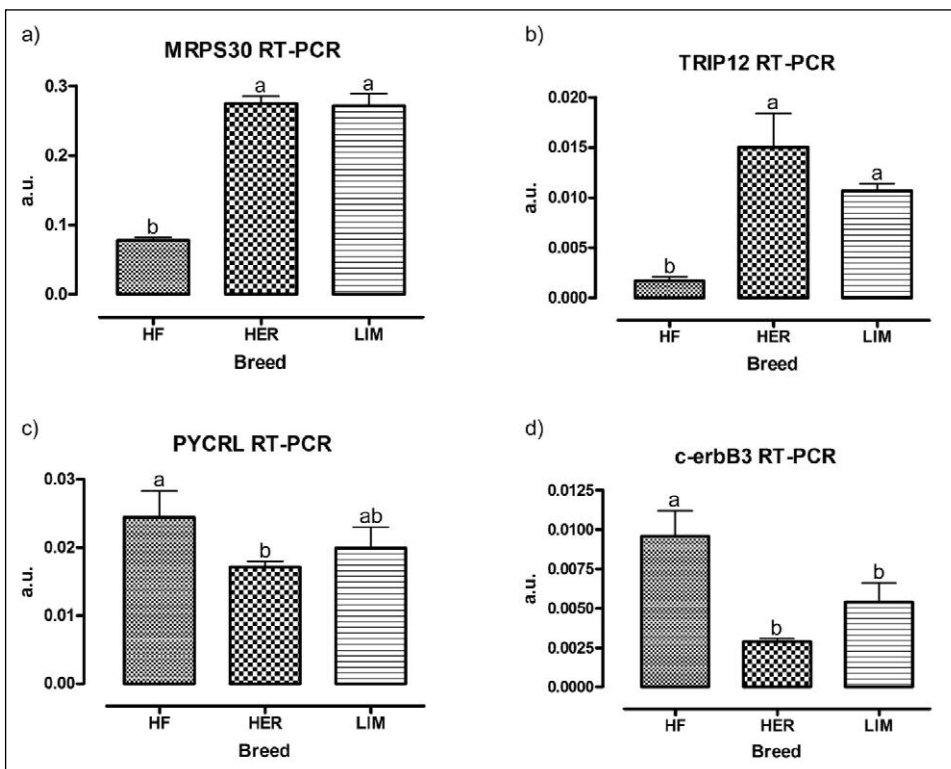 a)
MRPS30 RT-PCR
a.u.
0.3
0.2
0.1
0.0
b
a
a
HF HER LIM
Breed
b)
TRIP12 RT-PCR
a.u.
0.020
0.015
0.010
0.005
0.000
b
a
a
HF HER LIM
Breed
c)
PYCRL RT-PCR
a.u.
0.03
0.02
0.01
0.00
a
b
ab
HF HER LIM
Breed
d)
c-erbB3 RT-PCR
a.u.
0.0125
0.0100
0.0075
0.0050
0.0025
0.0000
a
b
b
HF HER LIM
Breed